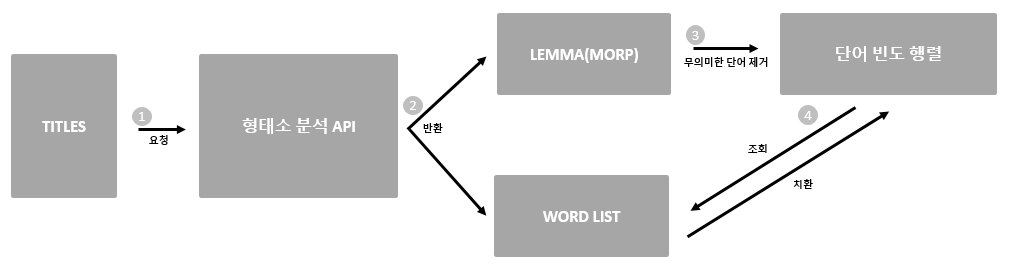 TITLES
1
요청
형태소 분석 API
2
반환
LEMMA(MORP)
WORD LIST
3
무의미한 단어 제거
단어 빈도 행렬
4
조회
치환